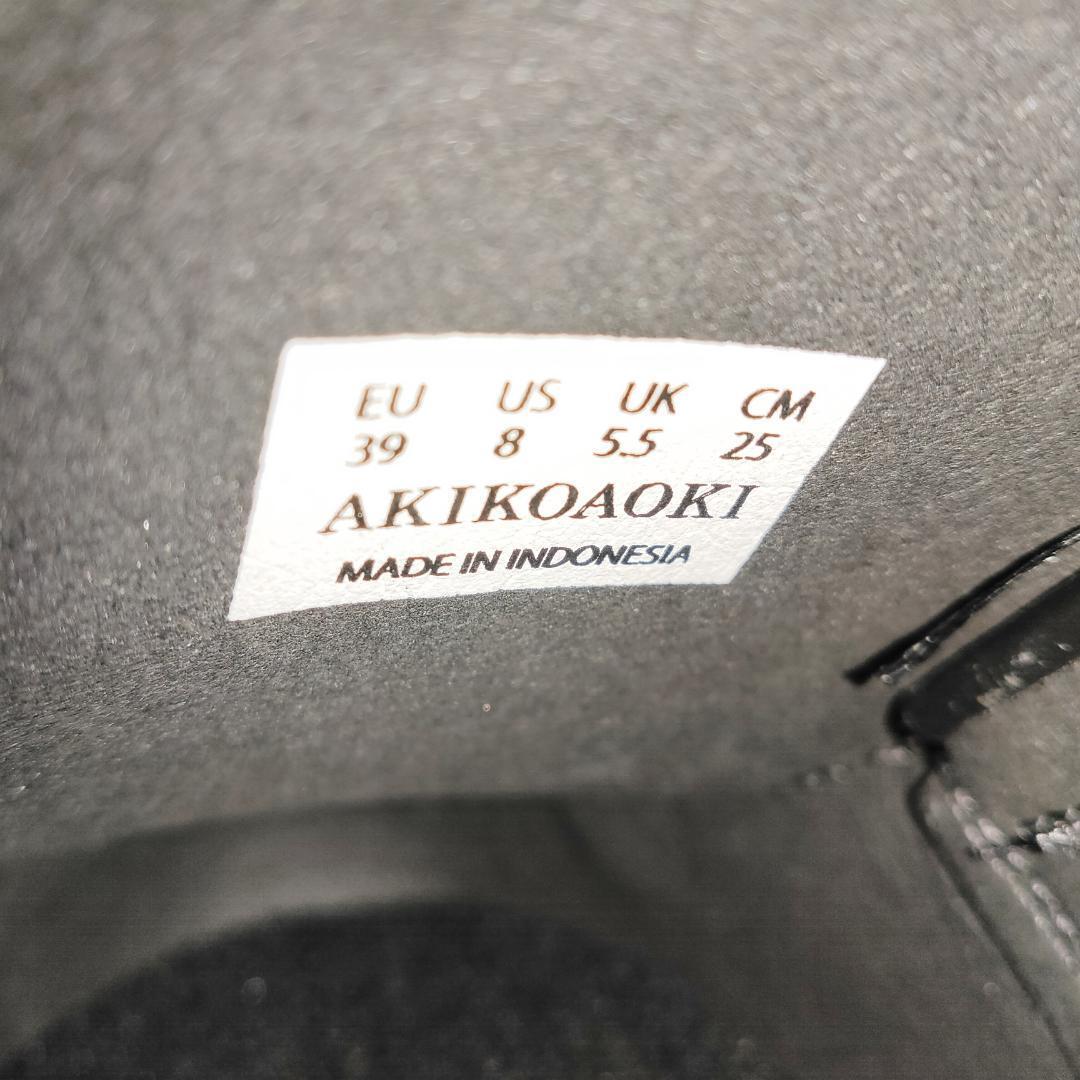 EU US UK CM
39 8 5.5 25
AKIKOAOKI
MADE IN INDONESIA